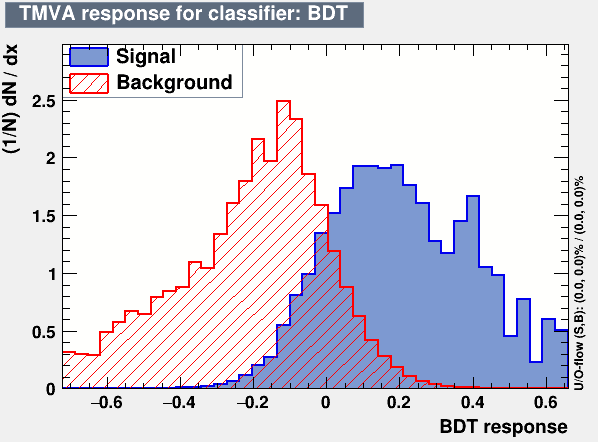 TMVA response for classifier: BDT
(1/N) dN / dx
Signal
Background
2.5
2
1.5
1
0.5
0
−0.6 −0.4 −0.2 0 0.2 0.4 0.6
BDT response
U/O-flow (S,B): (0.0, 0.0)% / (0.0, 0.0)%